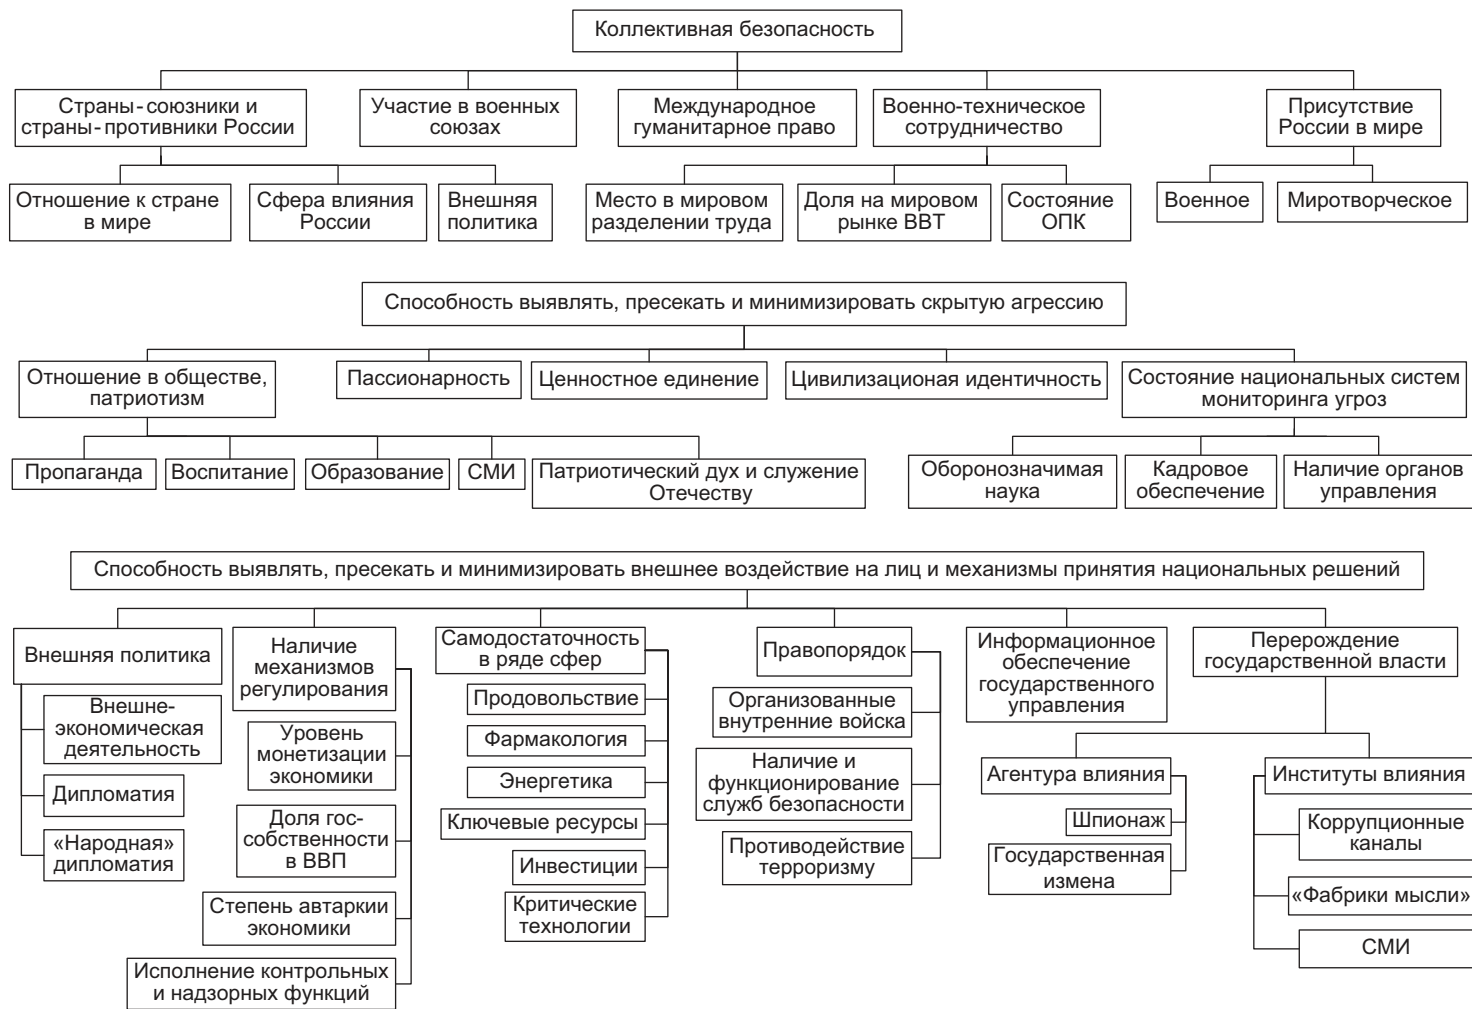 Коллективная безопасность
Страны-союзники и
страны-противники России
Участие в военных
союзах
Международное
гуманитарное право
Военно-техническое
сотрудничество
Присутствие
России в мире
Отношение к стране
в мире
Сфера влияния
России
Внешняя
политика
Место в мировом
разделении труда
Доля на мировом
рынке ВВТ
Состояние
ОПК
Военное
Миротворческое
Способность выявлять, пресекать и минимизировать скрытую агрессию
Отношение в обществе,
патриотизм
Пассионарность
Ценностное единение
Цивилизационая идентичность
Состояние национальных систем
мониторинга угроз
Пропаганда
Воспитание
Образование
СМИ
Патриотический дух и служение
Отечеству
Оборонозначимая
наука
Кадровое
обеспечение
Наличие органов
управления
Способность выявлять, пресекать и минимизировать внешнее воздействие на лиц и механизмы принятия национальных решений
Внешняя политика
Внешне-
экономическая
деятельность
Дипломатия
«Народная»
дипломатия
Наличие
механизмов
регулирования
Уровень
монетизации
экономики
Доля гос-
собственности
в ВВП
Степень автаркии
экономики
Исполнение контрольных
и надзорных функций
Самодостаточность
в ряде сфер
Продовольствие
Фармакология
Энергетика
Ключевые ресурсы
Инвестиции
Критические
технологии
Правопорядок
Организованные
внутренние войска
Наличие и
функционирование
служб безопасности
Противодействие
терроризму
Информационное
обеспечение
государственного
управления
Перерождение
государственной власти
Агентура влияния
Шпионаж
Государственная
измена
Институты влияния
Коррупционные
каналы
«Фабрики мысли»
СМИ